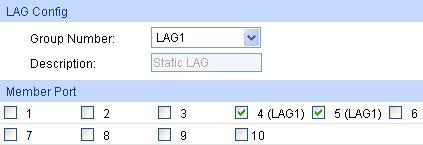 LAG Config
Group Number: LAG1
Description: Static LAG
Member Port
1 2 3 4 (LAG1) 5 (LAG1) 6
7 8 9 10